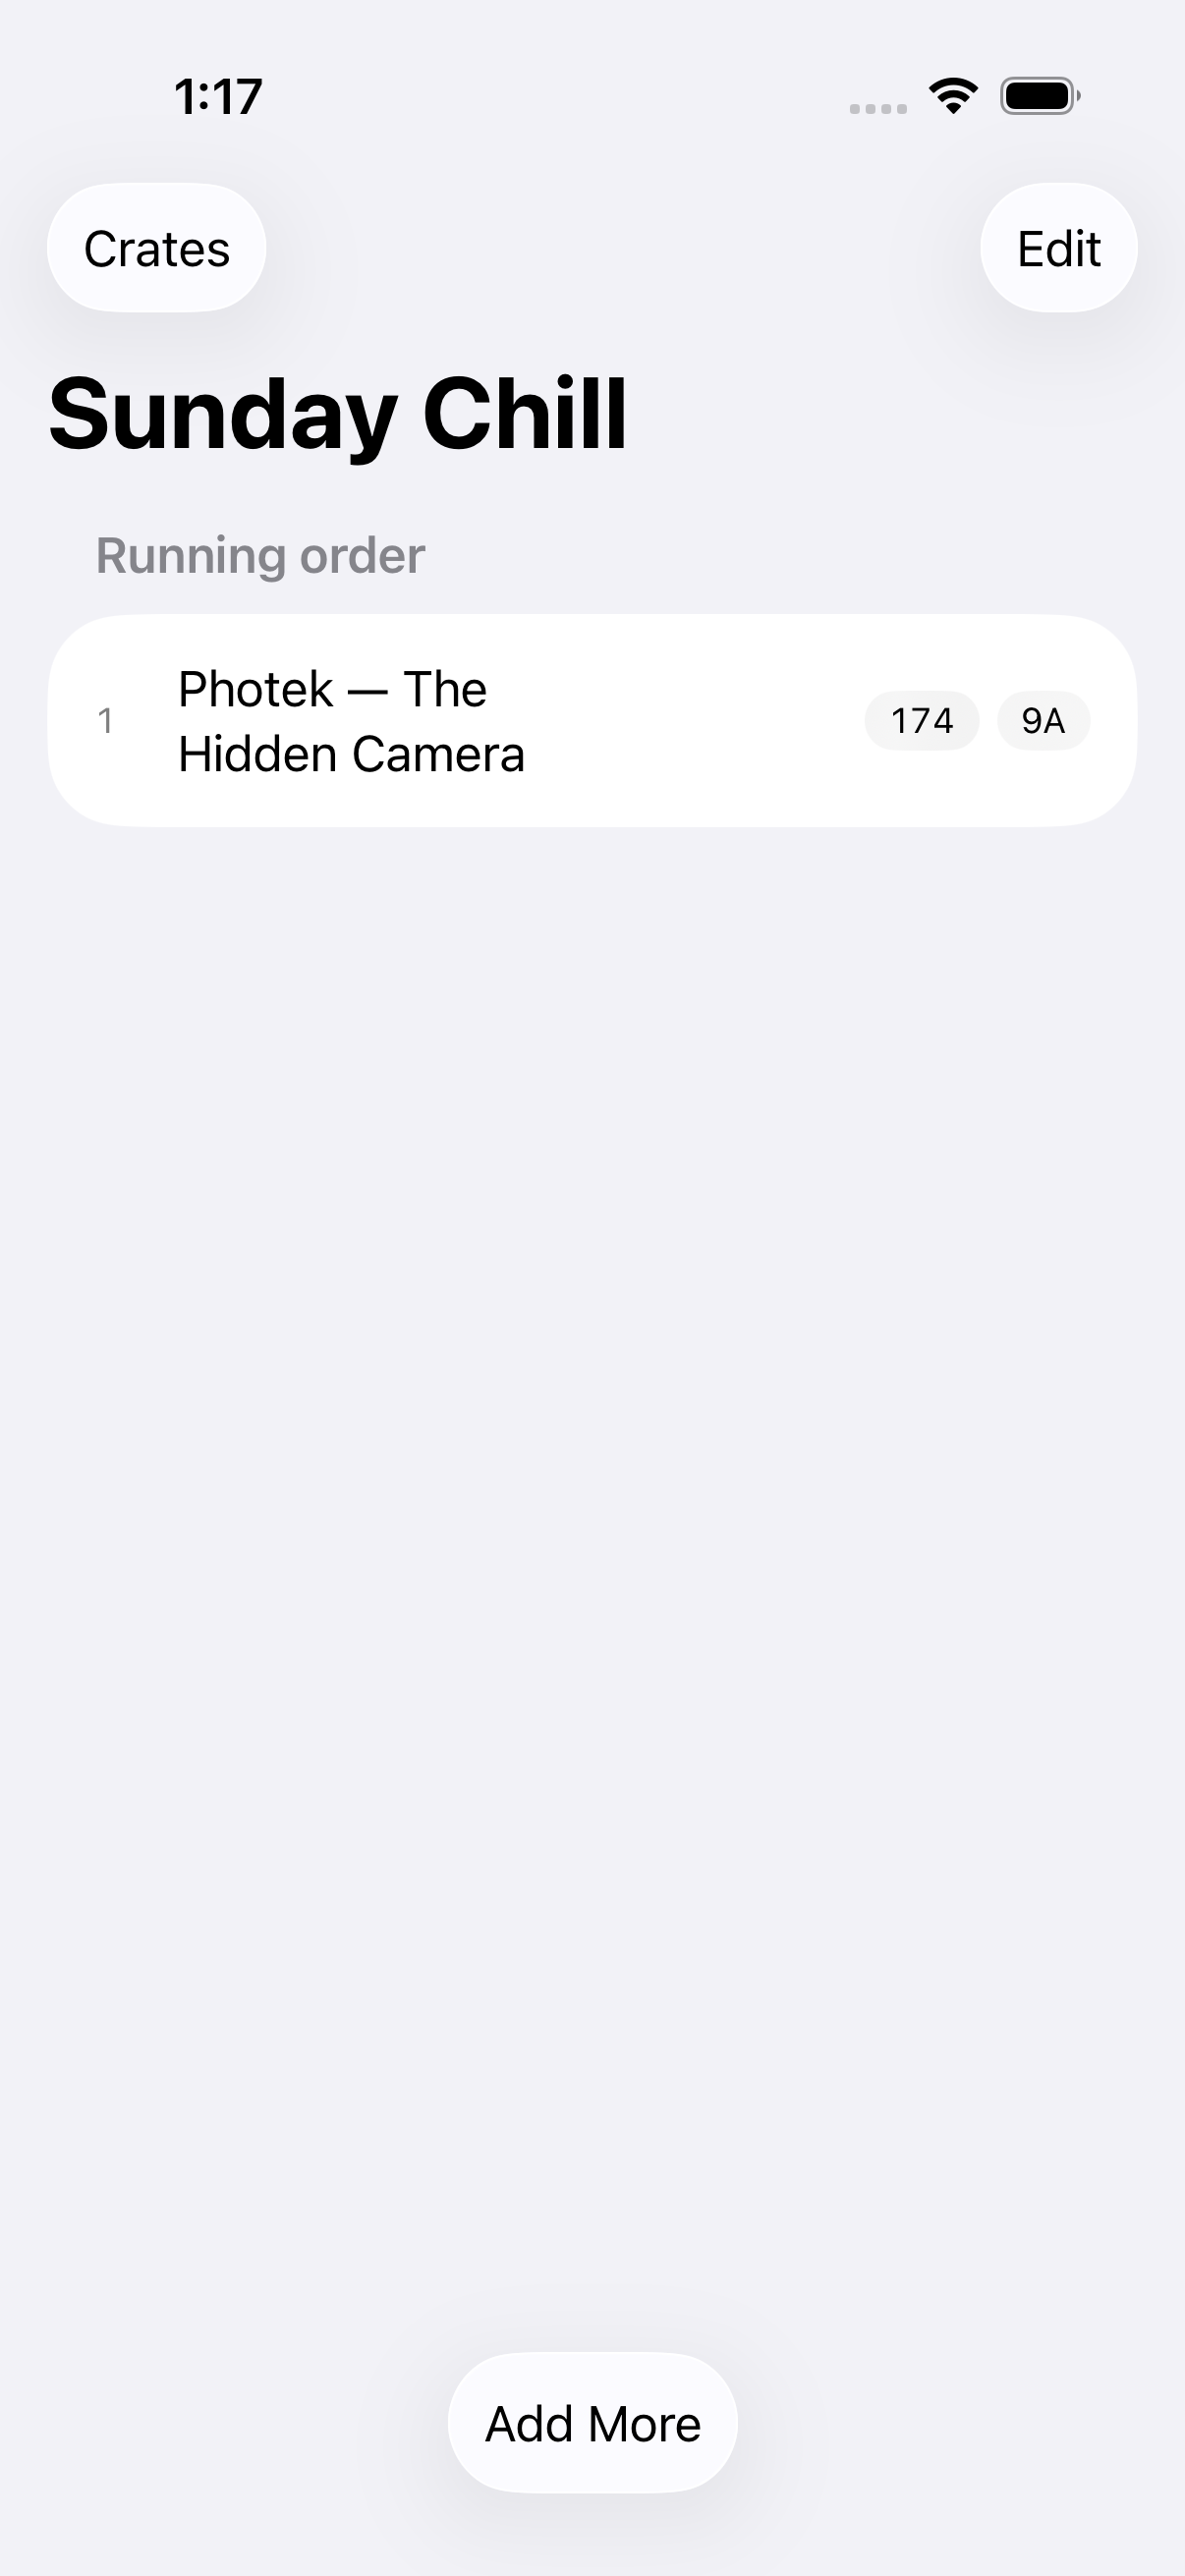 1:17
Crates
Edit
Sunday Chill
Running order
1
Photek — The
Hidden Camera
174
9A
Add More